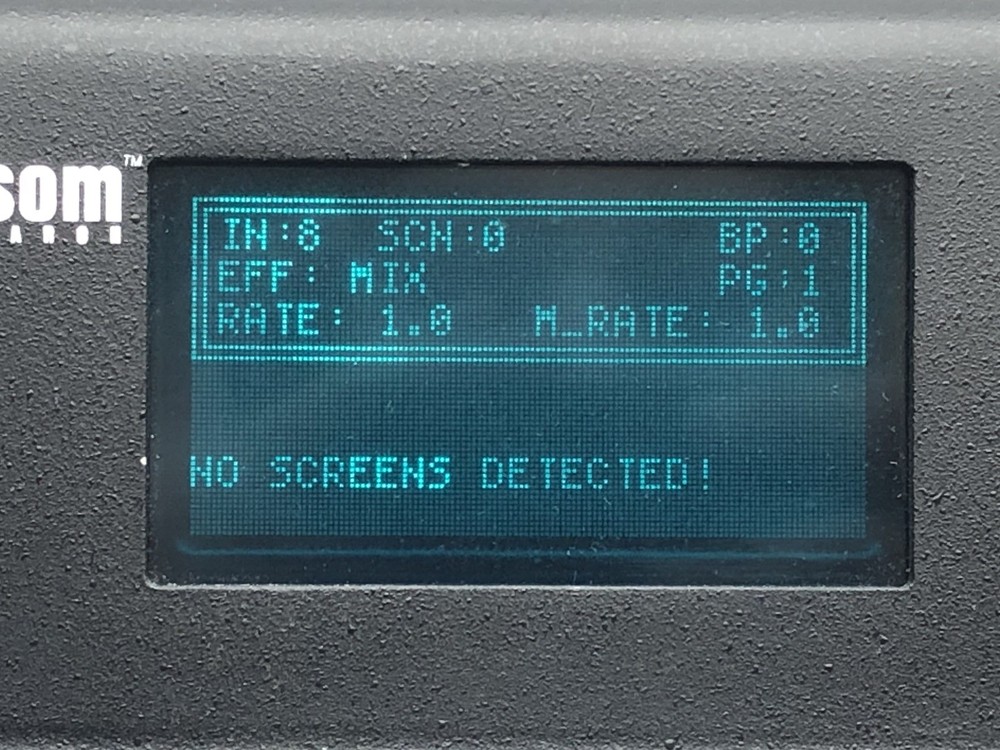 som™
IN:8 SCN:0 BP:0
EFF: MIX PG:1
RATE: 1.0 M_RATE: 1.0
NO SCREENS DETECTED!